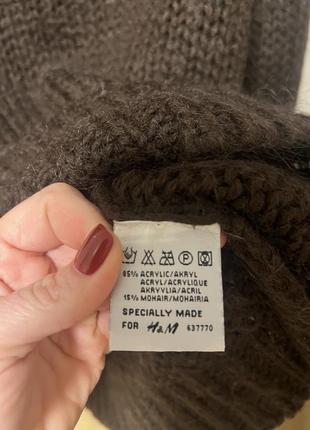 85% ACRYLIC/AKRYL
ACRYL/ACRYLIQUE
AKRYYLIA/ACRIL
15% MOHAIR/MOHAIRIA
SPECIALLY MADE
FOR H&M 637770